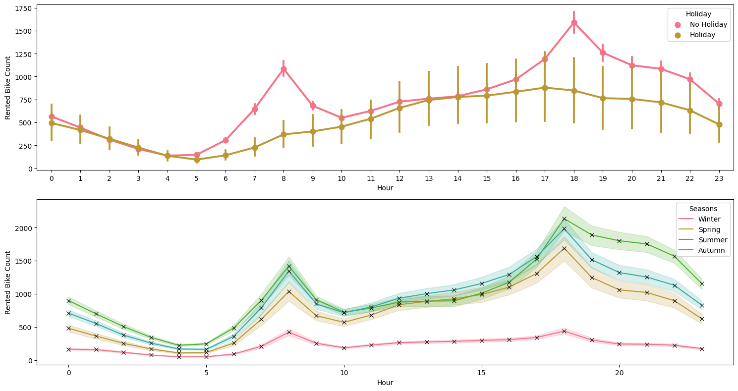 1750
1500
1250
1000
750
500
250
0
Rented Bike Count
Holiday
No Holiday
Holiday
0 1 2 3 4 5 6 7 8 9 10 11 12 13 14 15 16 17 18 19 20 21 22 23
Hour
2000
1500
1000
500
0
Rented Bike Count
Seasons
Winter
Spring
Summer
Autumn
0 5 10 15 20
Hour